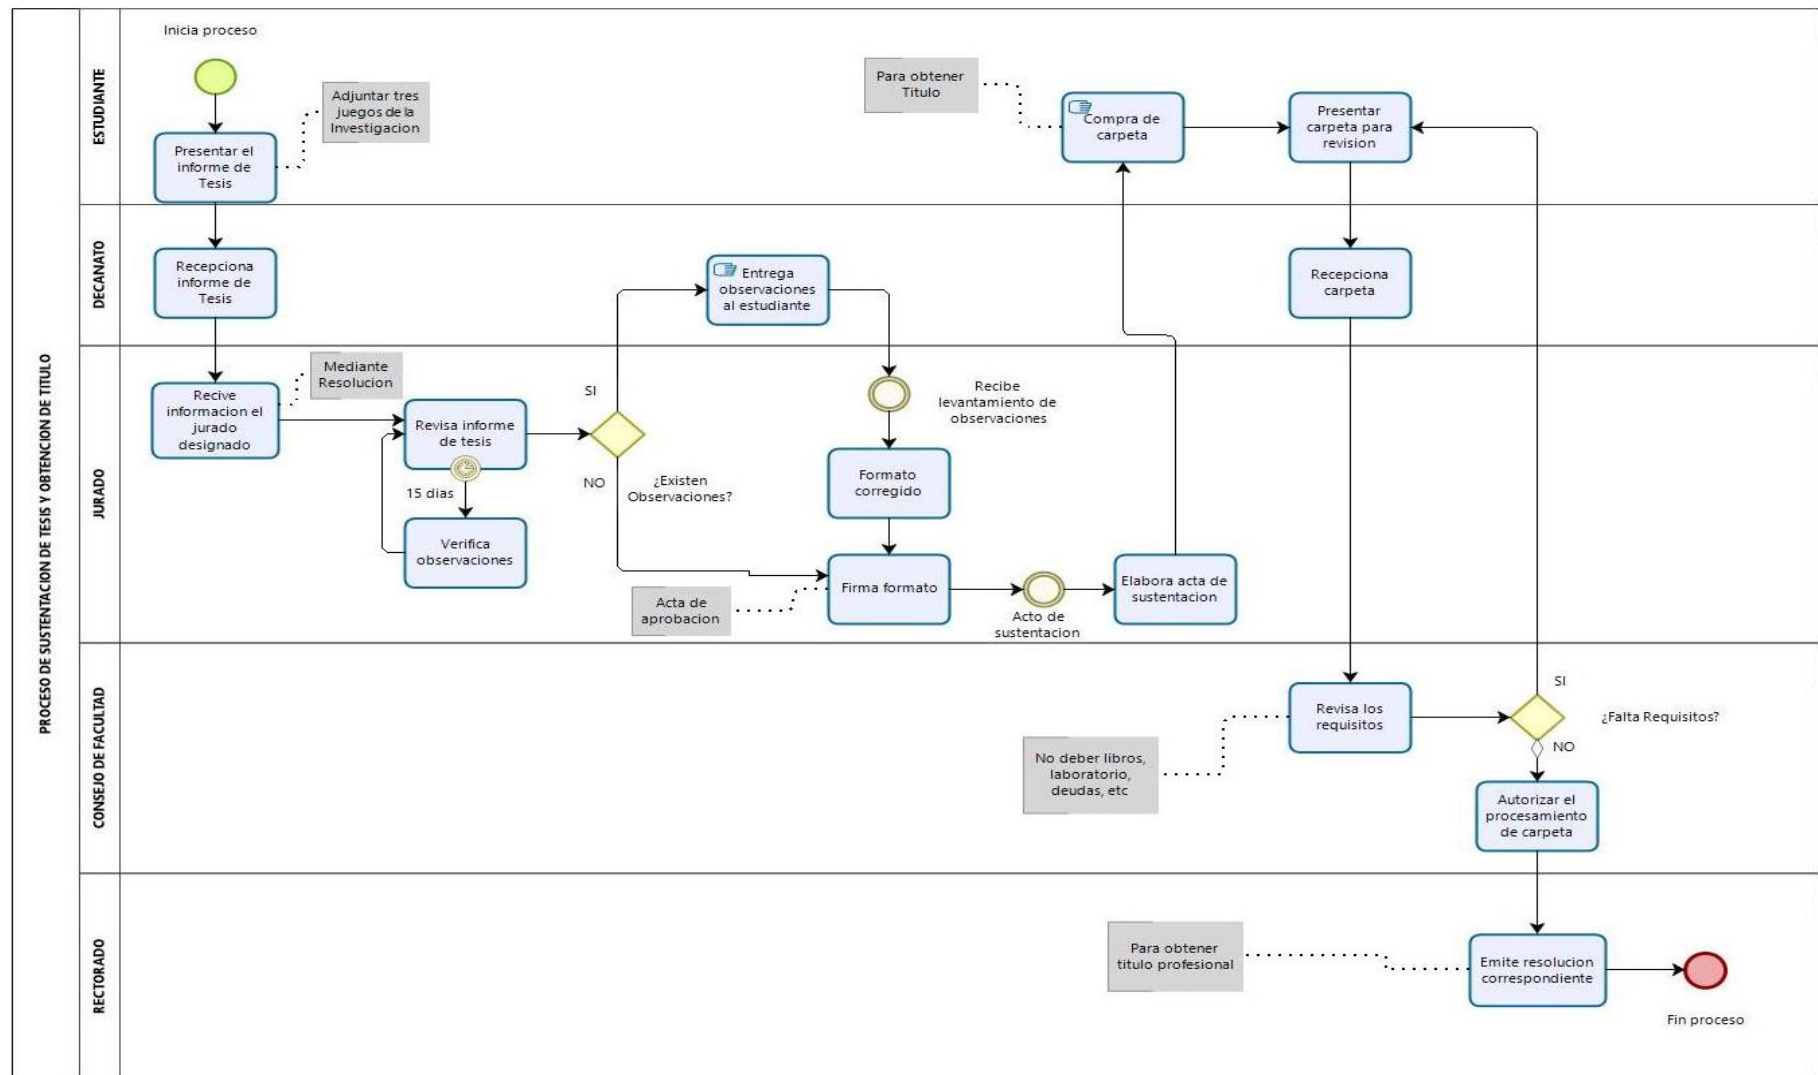 PROCESO DE SUSTENTACION DE TESIS Y OBTENCION DE TITULO
ESTUDIANTE
Inicia proceso
Adjuntar tres
juegos de la
Investigacion
Presentar el
informe de
Tesis
Para obtener
Titulo
Compra de
carpeta
Presentar
carpeta para
revision
DECANATO
Recepciona
informe de
Tesis
Entrega
observaciones
al estudiante
Recepciona
carpeta
JURADO
Mediante
Resolucion
Recive
informacion el
jurado
designado
Revisa informe
de tesis
15 dias
Verifica
observaciones
SI
NO
¿Existen
Observaciones?
Recibe
levantamiento de
observaciones
Formato
corregido
Firma formato
Acta de
aprobacion
Acto de
sustentacion
Elabora acta de
sustentacion
CONSEJO DE FACULTAD
Revisa los
requisitos
No deber libros,
laboratorio,
deudas, etc
SI
¿Falta Requisitos?
NO
Autorizar el
procesamiento
de carpeta
RECTORADO
Para obtener
titulo profesional
Emite resolucion
correspondiente
Fin proceso